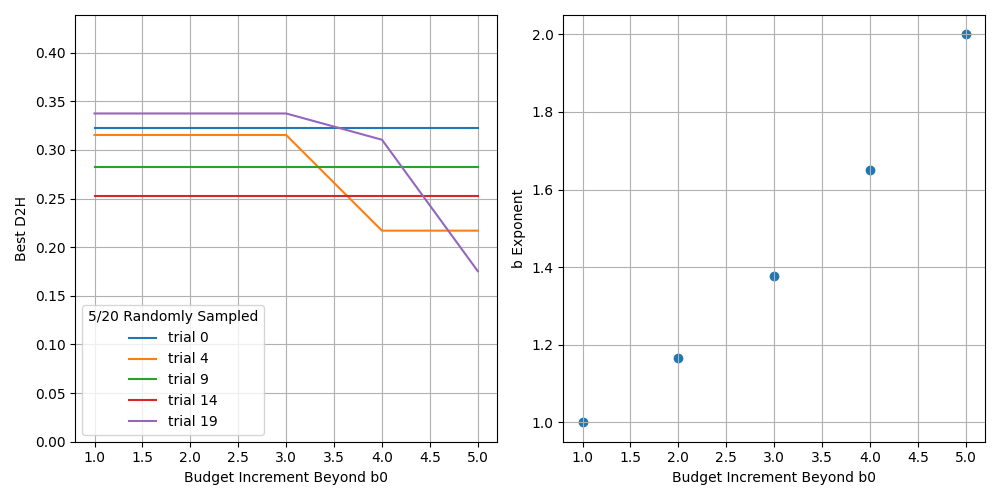 Best D2H
0.40
0.35
0.30
0.25
0.20
0.15
0.10
0.05
0.00
5/20 Randomly Sampled
trial 0
trial 4
trial 9
trial 14
trial 19
1.0 1.5 2.0 2.5 3.0 3.5 4.0 4.5 5.0
Budget Increment Beyond b0
b Exponent
2.0
1.8
1.6
1.4
1.2
1.0
1.0 1.5 2.0 2.5 3.0 3.5 4.0 4.5 5.0
Budget Increment Beyond b0